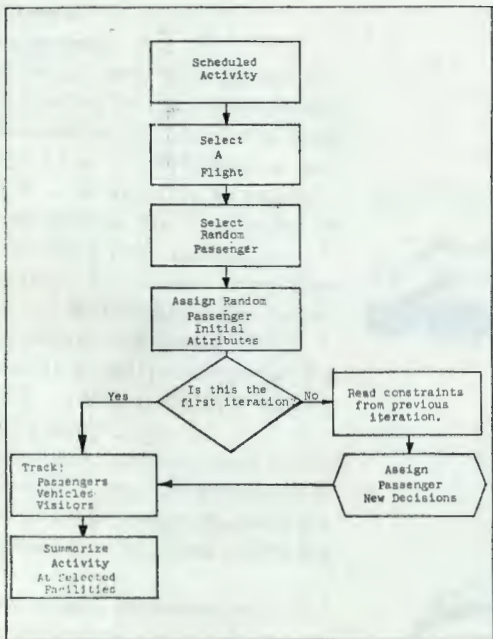 Scheduled
Activity
Select
A
Flight
Select
Random
Passenger
Assign Random
Passenger
Initial
Attributes
Is this the
first iteration?
Yes
No
Read constraints
from previous
iteration.
Assign
Passenger
New Decisions
Track:
Passengers
Vehicles
Visitors
Summarize
Activity
At Selected
Facilities